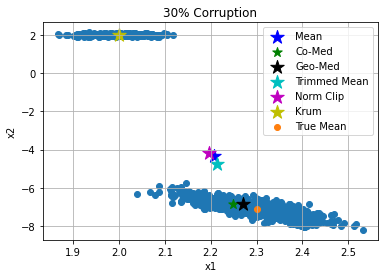 30% Corruption
Mean
Co-Med
Geo-Med
Trimmed Mean
Norm Clip
Krum
True Mean
x2
2
0
−2
−4
−6
−8
1.9
2.0
2.1
2.2
2.3
2.4
2.5
x1